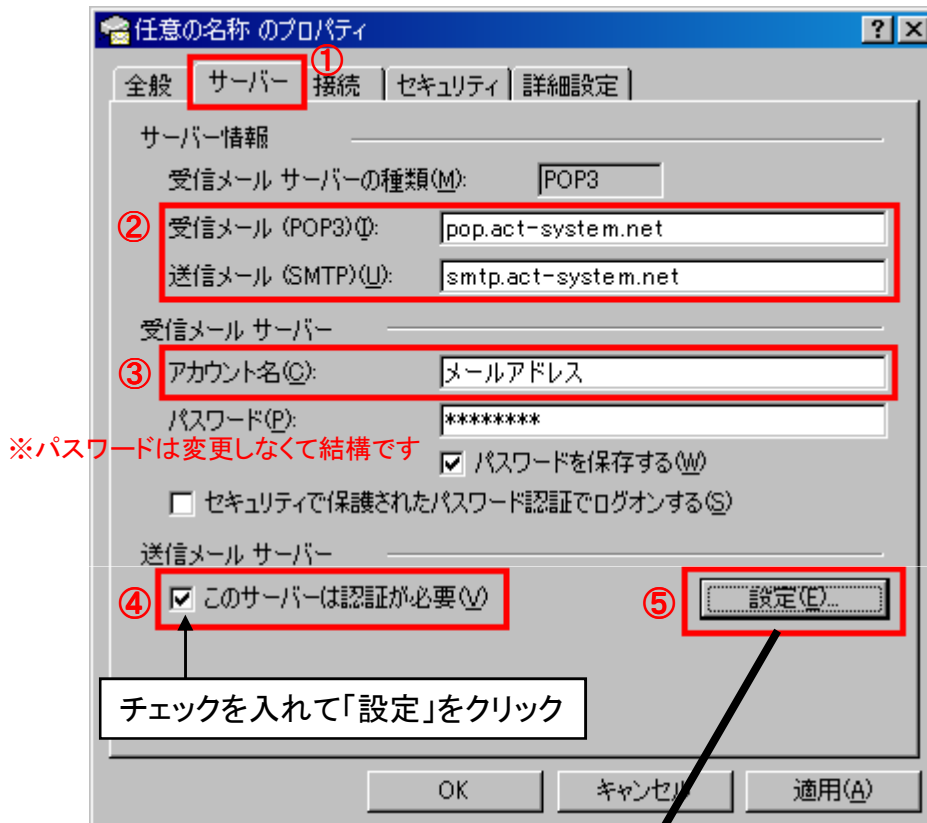 任意の名称 のプロパティ
?
×
①
全般 サーバー 接続 セキュリティ 詳細設定
サーバー情報
受信メール サーバーの種類(M): POP3
② 受信メール (POP3)(I): pop.act-system.net
送信メール (SMTP)(U): smtp.act-system.net
受信メール サーバー
③ アカウント名(C): メールアドレス
パスワード(P): ********
※パスワードは変更しなくて結構です
パスワードを保存する(W)
セキュリティで保護されたパスワード認証でログオンする(S)
送信メール サーバー
④ このサーバーは認証が必要(V) ⑤ 設定(E)...
チェックを入れて「設定」をクリック
OK キャンセル 適用(A)